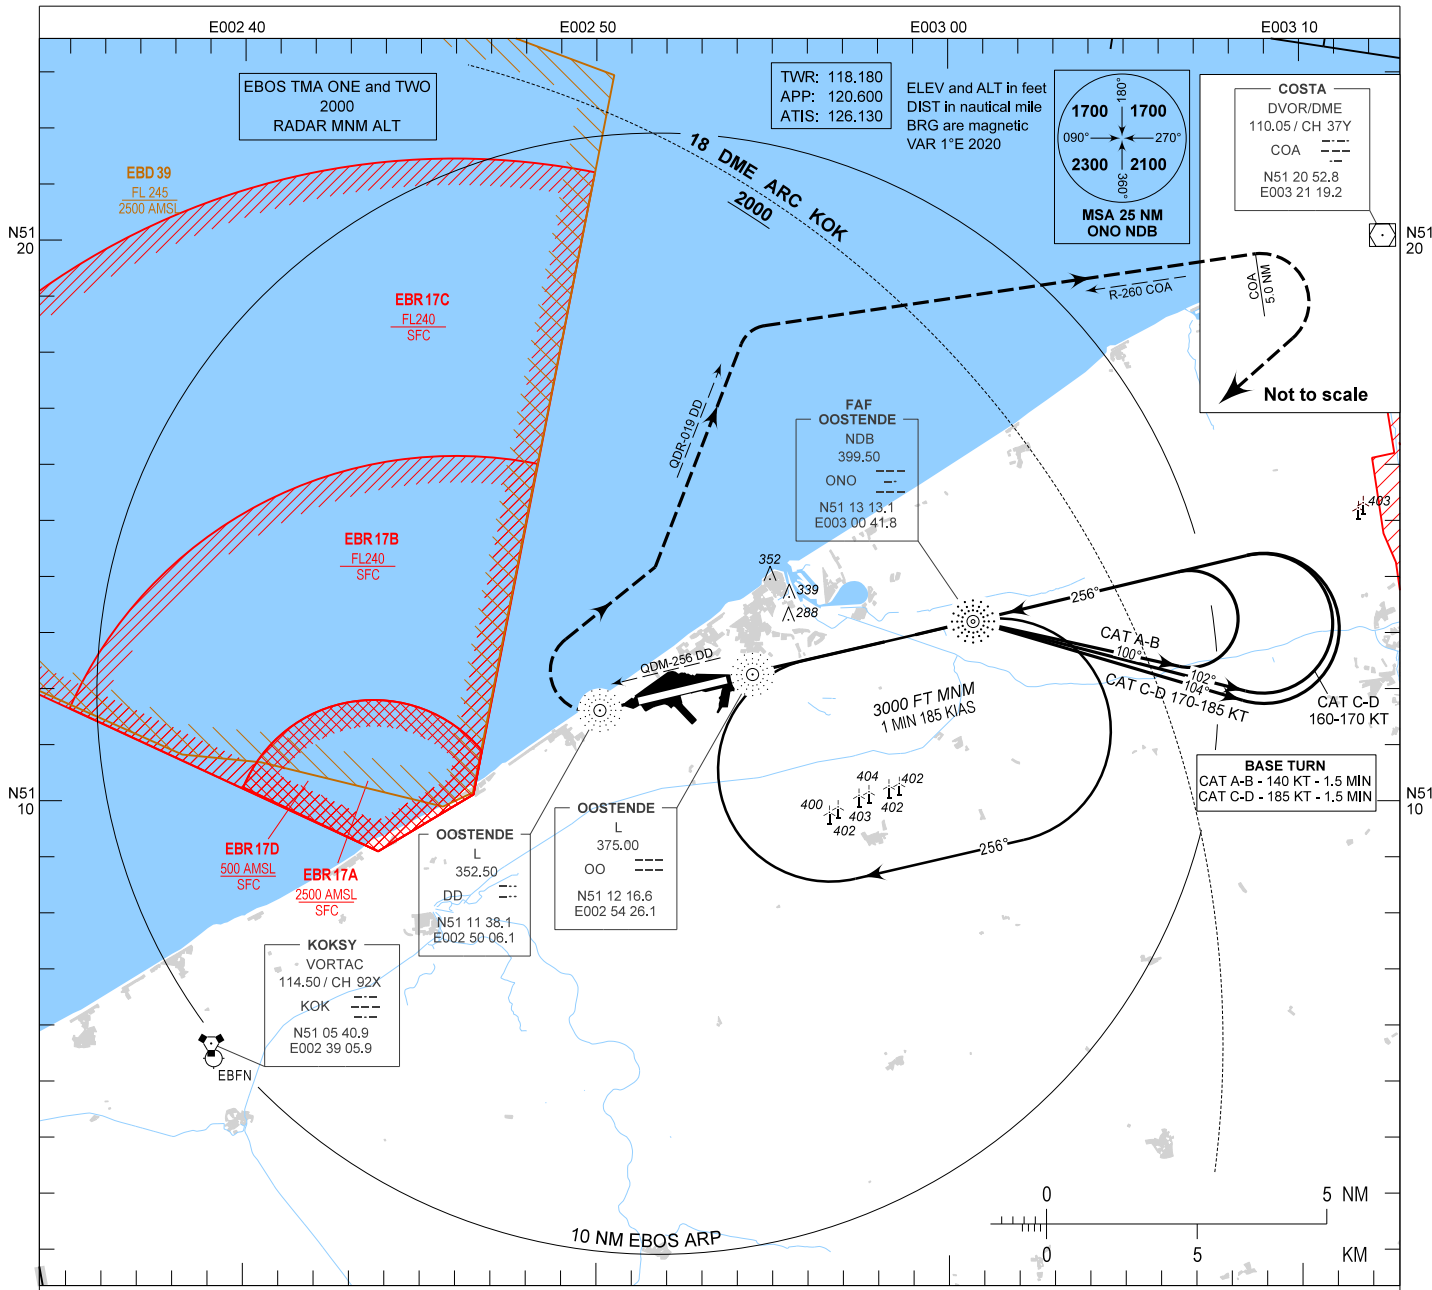 E002 40
E002 50
E003 00
E003 10
EBOS TMA ONE and TWO
2000
RADAR MNM ALT
TWR: 118.180
APP: 120.600
ATIS: 126.130
ELEV and ALT in feet
DIST in nautical mile
BRG are magnetic
VAR 1°E 2020
1700
180°
1700
090°
270°
2300
360°
2100
MSA 25 NM
ONO NDB
COSTA
DVOR/DME
110.05 / CH 37Y
COA
N51 20 52.8
E003 21 19.2
N51
20
N51
20
EBD 39
FL 245
2500 AMSL
18 DME ARC KOK
2000
R-260 COA
COA
5.0 NM
Not to scale
EBR 17C
FL240
SFC
QDR-019 DD
FAF
OOSTENDE
NDB
399.50
ONO
N51 13 13.1
E003 00 41.8
403
EBR 17B
FL240
SFC
352
339
288
256°
CAT A-B
100°
102°
104°
CAT C-D 170-185 KT
CAT C-D
160-170 KT
QDM-256 DD
3000 FT MNM
1 MIN 185 KIAS
BASE TURN
CAT A-B - 140 KT - 1.5 MIN
CAT C-D - 185 KT - 1.5 MIN
404
402
400
402
403
402
256°
N51
10
N51
10
EBR 17D
500 AMSL
SFC
EBR 17A
2500 AMSL
SFC
OOSTENDE
L
352.50
DD
N51 11 38.1
E002 50 06.1
OOSTENDE
L
375.00
OO
N51 12 16.6
E002 54 26.1
KOKSY
VORTAC
114.50 / CH 92X
KOK
N51 05 40.9
E002 39 05.9
EBFN
10 NM EBOS ARP
0
5 NM
0
5
KM